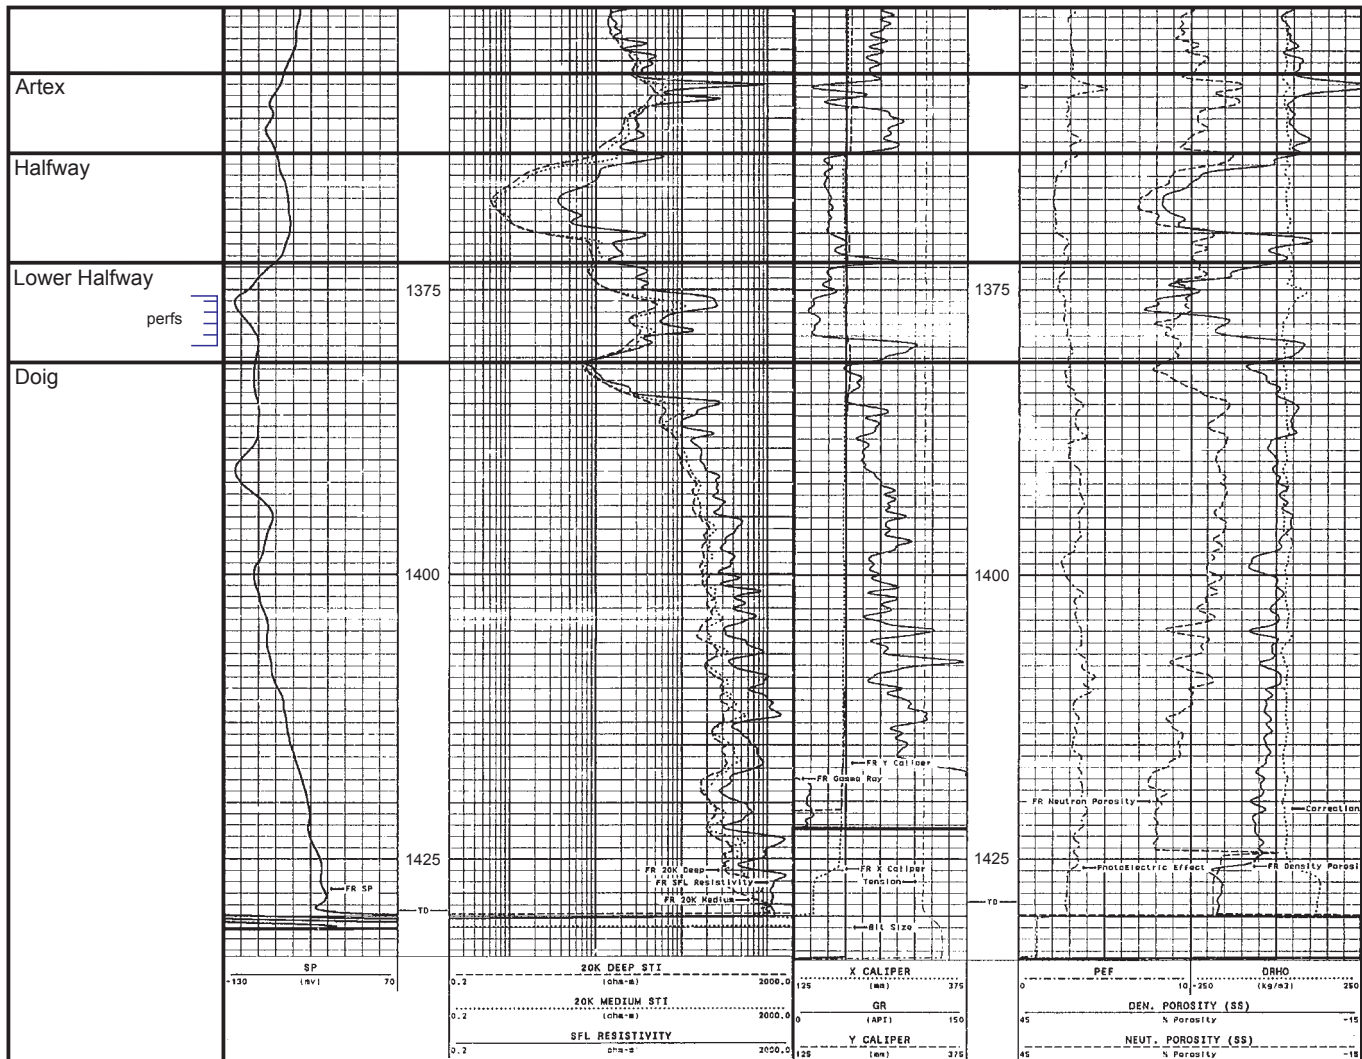 Artex
Halfway
Lower Halfway
1375
1375
perfs
Doig
1400
1400
FR Y Caliper
FR Gamma Ray
FR Neutron Porosity
Correction
1425
1425
FR 20K Deep
FR X Caliper
PhotoElectric Effect
FR Density Porosi
FR SP
FR SFL Resistivity
Tension
FR 20K Medium
TD
TD
Bit Size
SP
20K DEEP STI
X CALIPER
PEF
DRHO
-130 (mv) 70
0.2 (ohm-m) 2000.0
125 (mm) 375
0 10
-250 (kg/m3) 250
20K MEDIUM STI
GR
DEN. POROSITY (SS)
0.2 (ohm-m) 2000.0
0 (API) 150
45 % Porosity -15
SFL RESISTIVITY
Y CALIPER
NEUT. POROSITY (SS)
0.2 ohm-m) 2000.0
125 (mm) 375
45 % Porosity -15